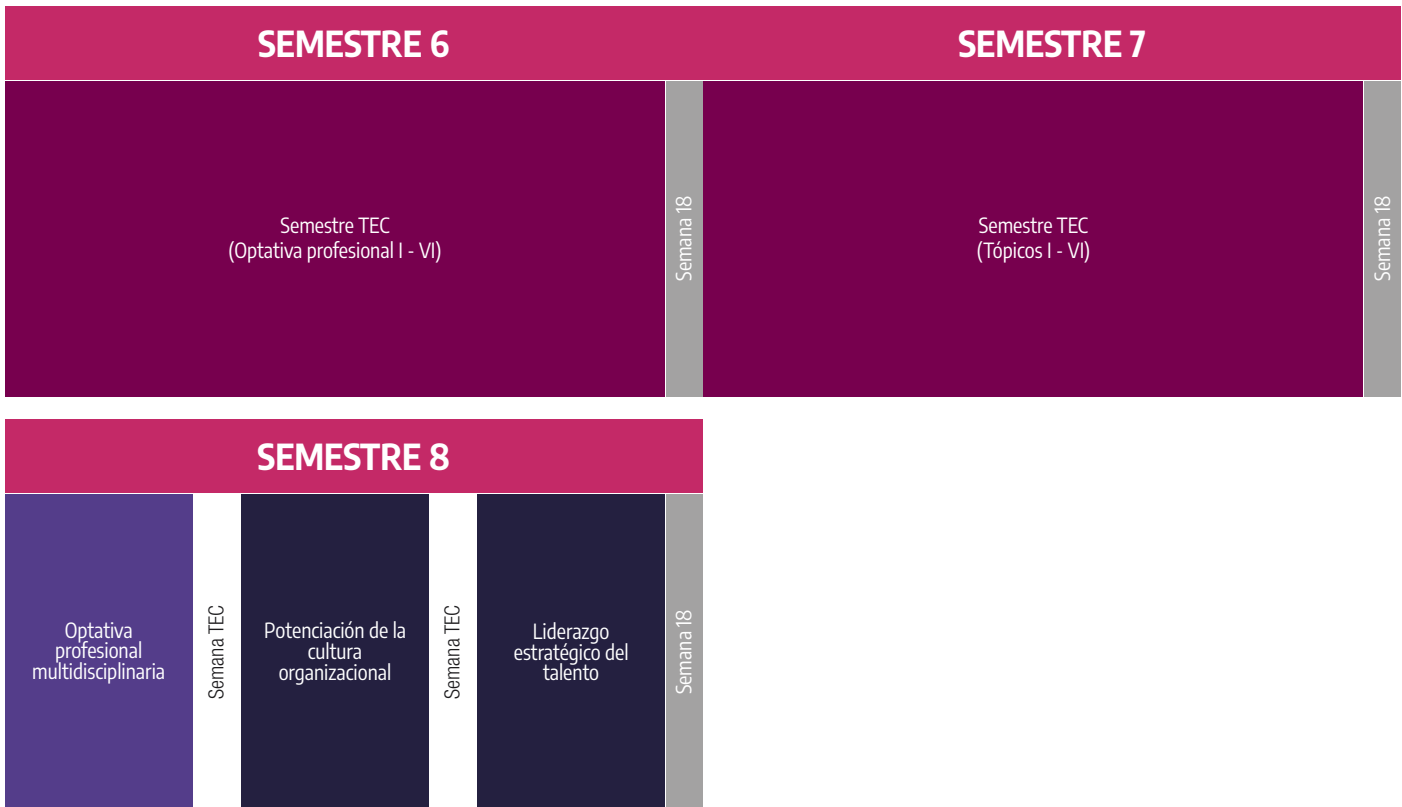 SEMESTRE 6
SEMESTRE 7
Semestre TEC
(Optativa profesional I - VI)
Semana 18
Semestre TEC
(Tópicos I - VI)
Semana 18
SEMESTRE 8
Optativa
profesional
multidisciplinaria
Semana TEC
Potenciación de la
cultura
organizacional
Semana TEC
Liderazgo
estratégico del
talento
Semana 18